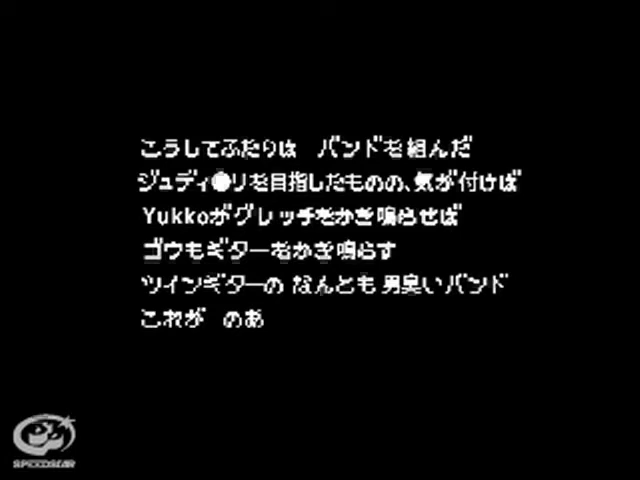 こうしてふたりは バンドを組んだ
ジュディ●リを目指したものの、気が付けば
Yukkoがグレッチをかき鳴らせば
ゴウもギターをかき鳴らす
ツインギターの なんとも男臭いバンド
これが のあ
SPEEDSTAR